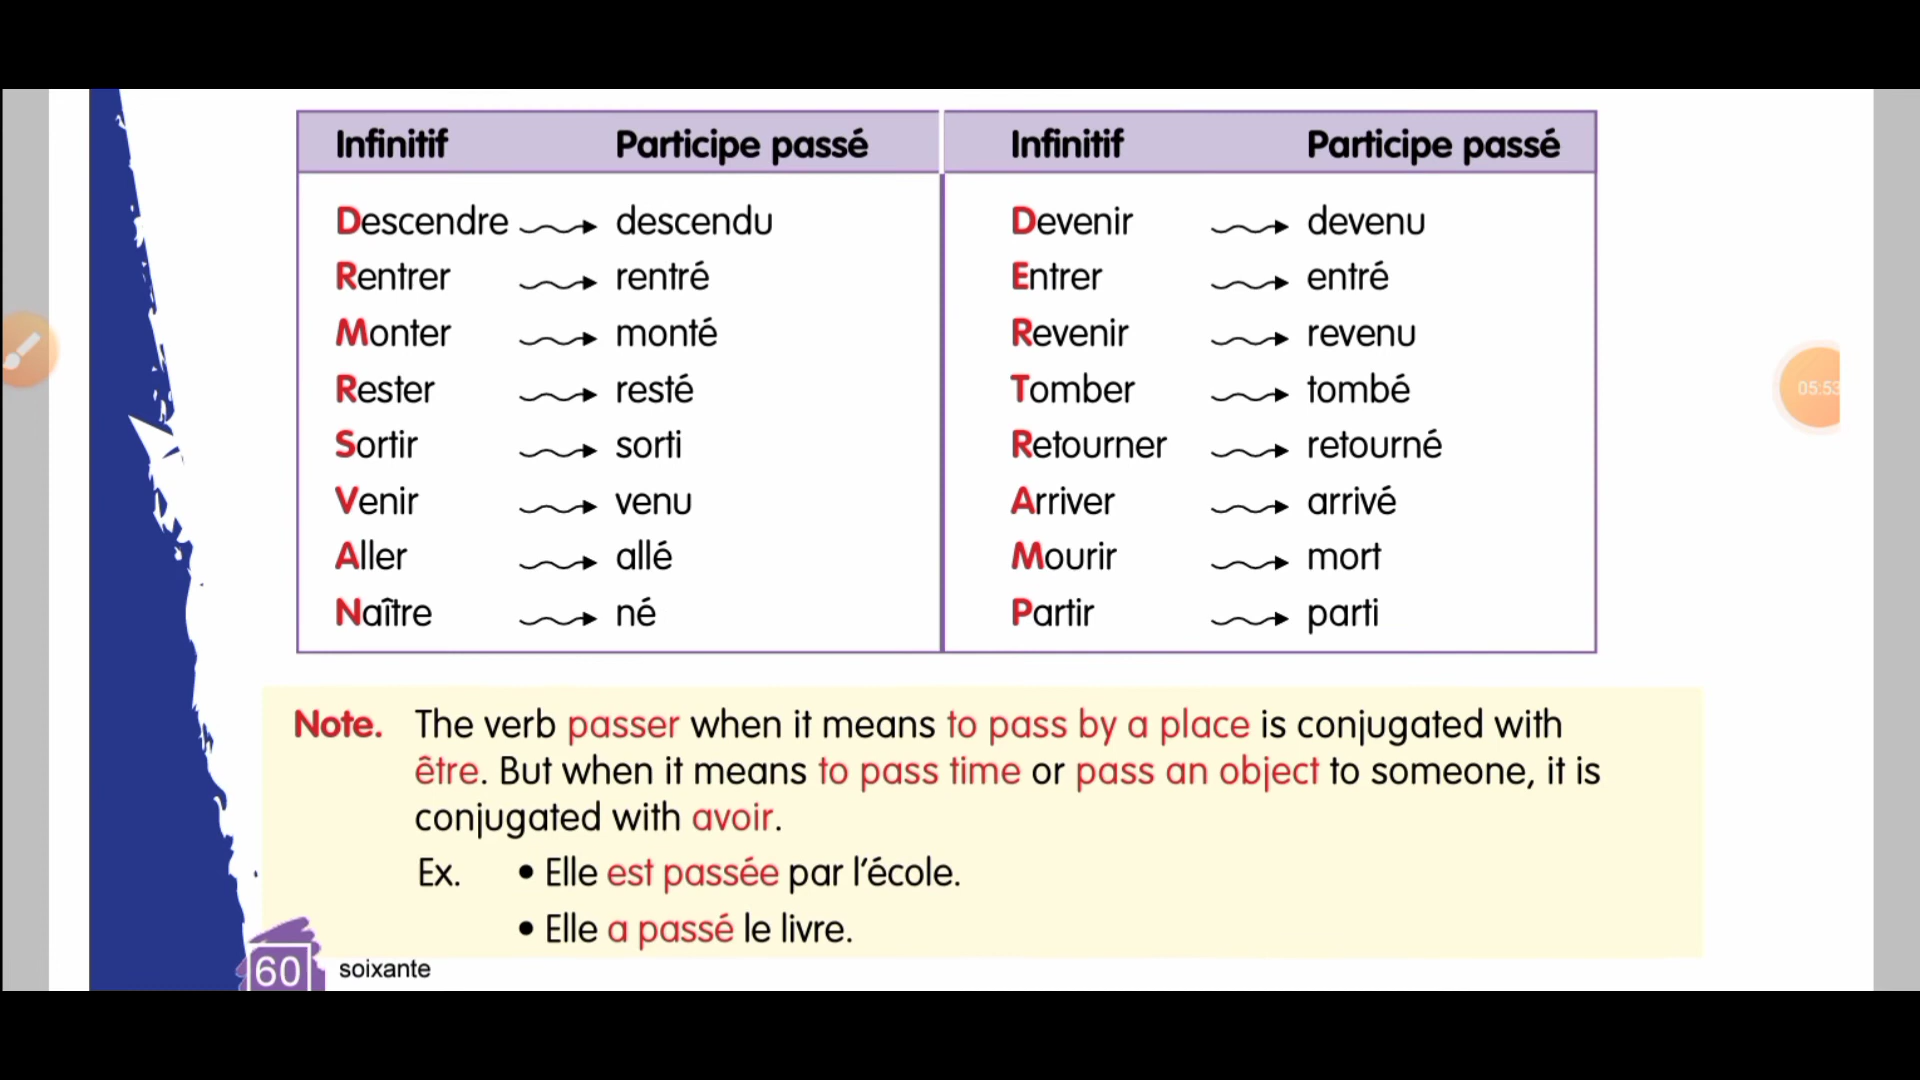 Infinitif Participe passé Infinitif Participe passé
Descendre descendu Devenir devenu
Rentrer rentré Entrer entré
Monter monté Revenir revenu
Rester resté Tomber tombé
Sortir sorti Retourner retourné
Venir venu Arriver arrivé
Aller allé Mourir mort
Naître né Partir parti
Note. The verb passer when it means to pass by a place is conjugated with
être. But when it means to pass time or pass an object to someone, it is
conjugated with avoir.
Ex. • Elle est passée par l'école.
• Elle a passé le livre.
60 soixante
05:53